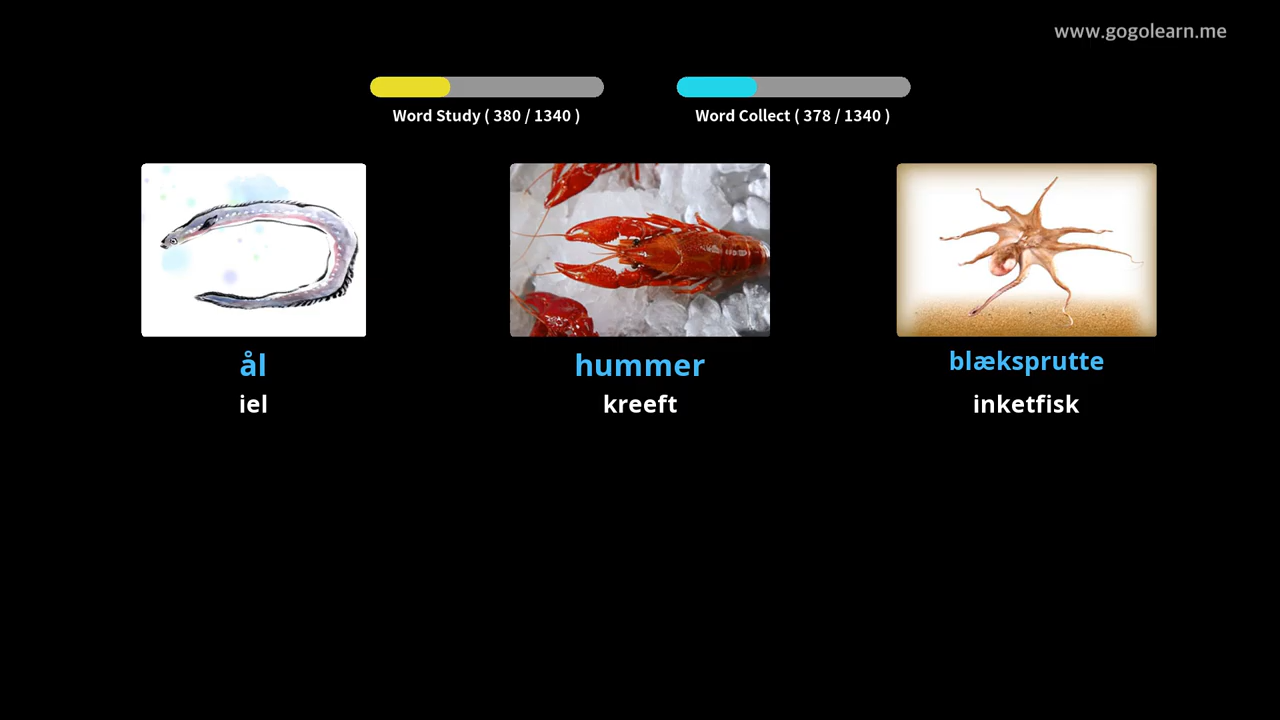 www.gogolearn.me
Word Study ( 380 / 1340 )
Word Collect ( 378 / 1340 )
ål
hummer
blæksprutte
iel
kreeft
inketfisk